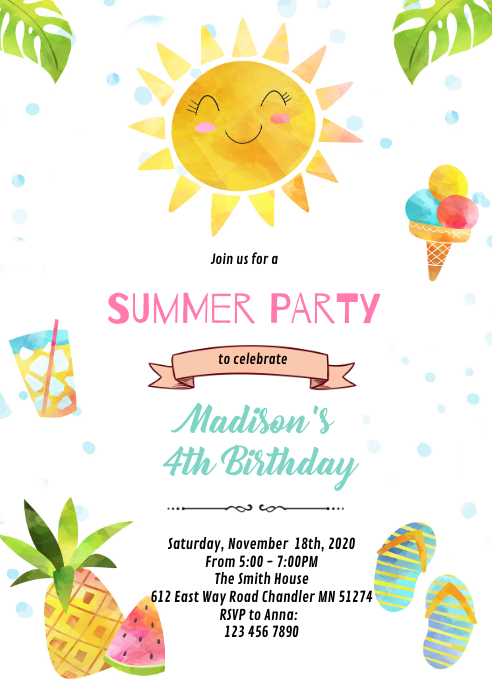 Join us for a
SUMMER PARTY
to celebrate
Madison's
4th Birthday
Saturday, November 18th, 2020
From 5:00 - 7:00PM
The Smith House
612 East Way Road Chandler MN 51274
RSVP to Anna:
123 456 7890